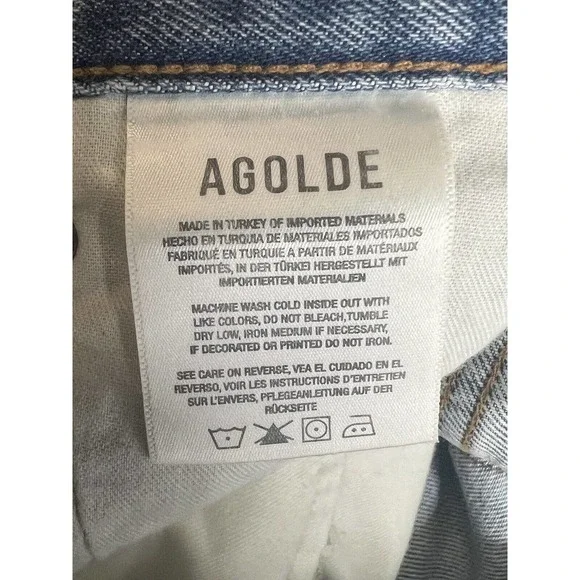 AGOLDE
MADE IN TURKEY OF IMPORTED MATERIALS
HECHO EN TURQUIA DE MATERIALES IMPORTADOS
FABRIQUÉ EN TURQUIE A PARTIR DE MATÉRIAUX
IMPORTÉS, IN DER TÜRKEI HERGESTELLT MIT
IMPORTIERTEN MATERIALIEN
MACHINE WASH COLD INSIDE OUT WITH
LIKE COLORS, DO NOT BLEACH,TUMBLE
DRY LOW, IRON MEDIUM IF NECESSARY,
IF DECORATED OR PRINTED DO NOT IRON.
SEE CARE ON REVERSE, VEA EL CUIDADO EN EL
REVERSO, VOIR LES INSTRUCTIONS D'ENTRETIEN
SUR L'ENVERS, PFLEGEANLEITUNG AUF DER
RÜCKSEITE